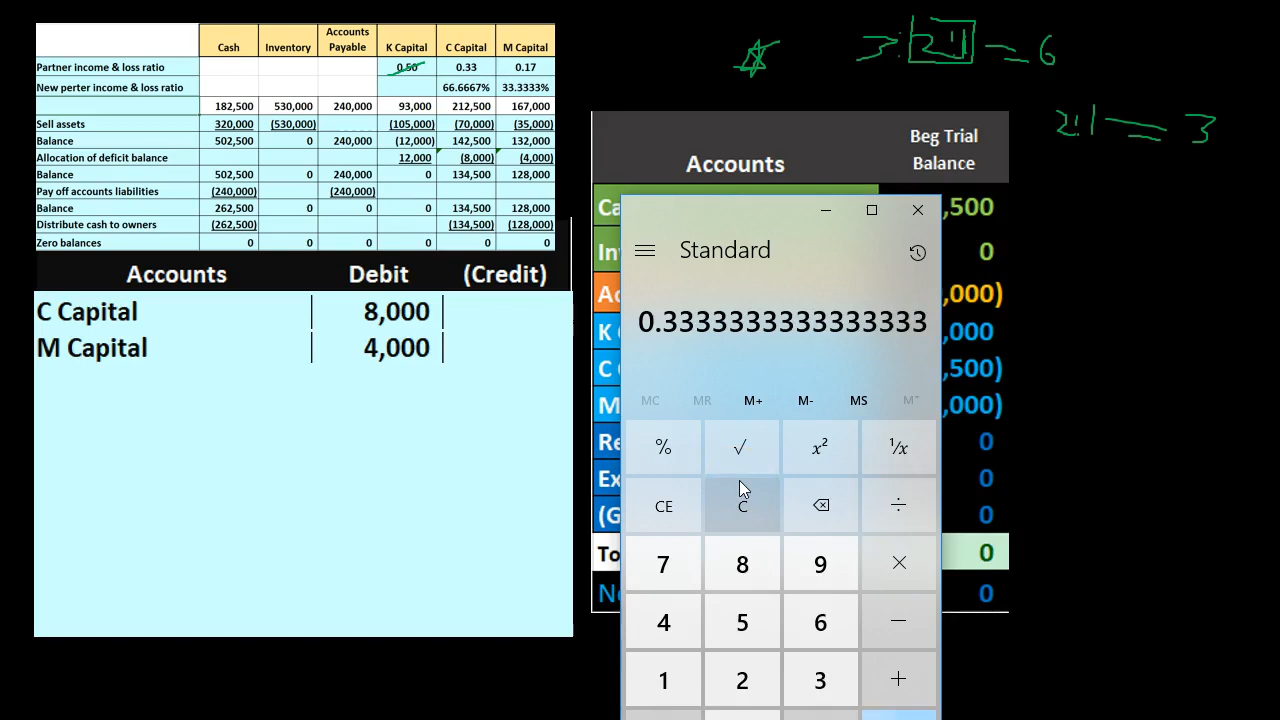 Cash Inventory Accounts Payable K Capital C Capital M Capital
Partner income & loss ratio 0.50 0.33 0.17
New perter income & loss ratio 66.6667% 33.3333%
182,500 530,000 240,000 93,000 212,500 167,000
Sell assets 320,000 (530,000) (105,000) (70,000) (35,000)
Balance 502,500 0 240,000 (12,000) 142,500 132,000
Allocation of deficit balance 12,000 (8,000) (4,000)
Balance 502,500 0 240,000 0 134,500 128,000
Pay off accounts liabilities (240,000) (240,000)
Balance 262,500 0 0 0 134,500 128,000
Distribute cash to owners (262,500) (134,500) (128,000)
Zero balances 0 0 0 0 0 0
Accounts Debit (Credit)
C Capital 8,000
M Capital 4,000
3:2:1 = 6
2:1 = 3
Accounts Beg Trial Balance
Ca ,500
In 0
Ac ,000)
K ,000
C ,500)
M ,000)
Re 0
Ex 0
(G 0
To 0
Ne 0
Standard
0.3333333333333333
MC MR M+ M- MS M˅
% √ x² ¹/x
CE C ÷
7 8 9 ×
4 5 6 −
1 2 3 +